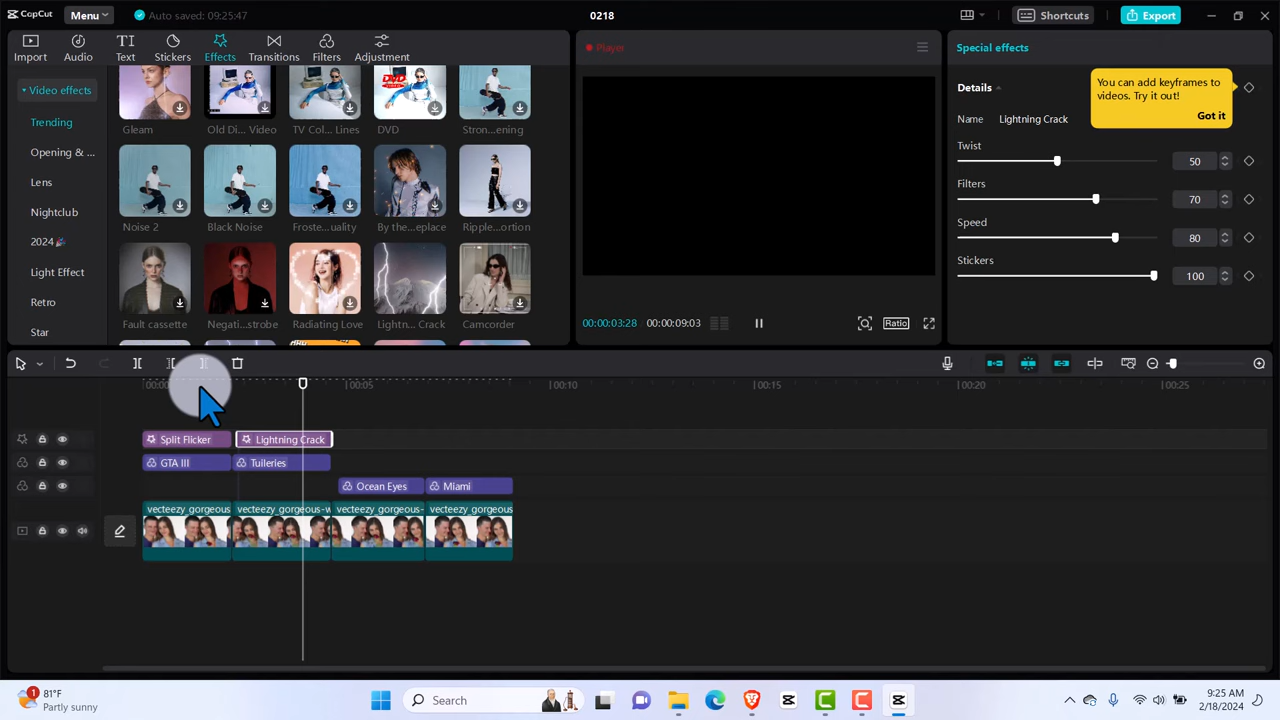 CapCut
Menu
Auto saved: 09:25:47
0218
Shortcuts
Export
Import
Audio
Text
Stickers
Effects
Transitions
Filters
Adjustment
Video effects
Trending
Opening & ...
Lens
Nightclub
2024🎉
Light Effect
Retro
Star
Gleam
Old Di... Video
TV Col... Lines
DVD
Stron...ening
Noise 2
Black Noise
Froste...uality
By the...eplace
Ripple...ortion
Fault cassette
Negati...strobe
Radiating Love
Lightn... Crack
Camcorder
Player
00:00:03:28
00:00:09:03
Ratio
Special effects
Details
You can add keyframes to
videos. Try it out!
Got it
Name
Lightning Crack
Twist
50
Filters
70
Speed
80
Stickers
100
00:05
00:10
00:15
00:20
00:25
Split Flicker
Lightning Crack
GTA III
Tuileries
Ocean Eyes
Miami
vecteezy_gorgeous
vecteezy_gorgeous-w
vecteezy_gorgeous-
vecteezy_gorgeous
1
81°F
Partly sunny
Search
9:25 AM
2/18/2024